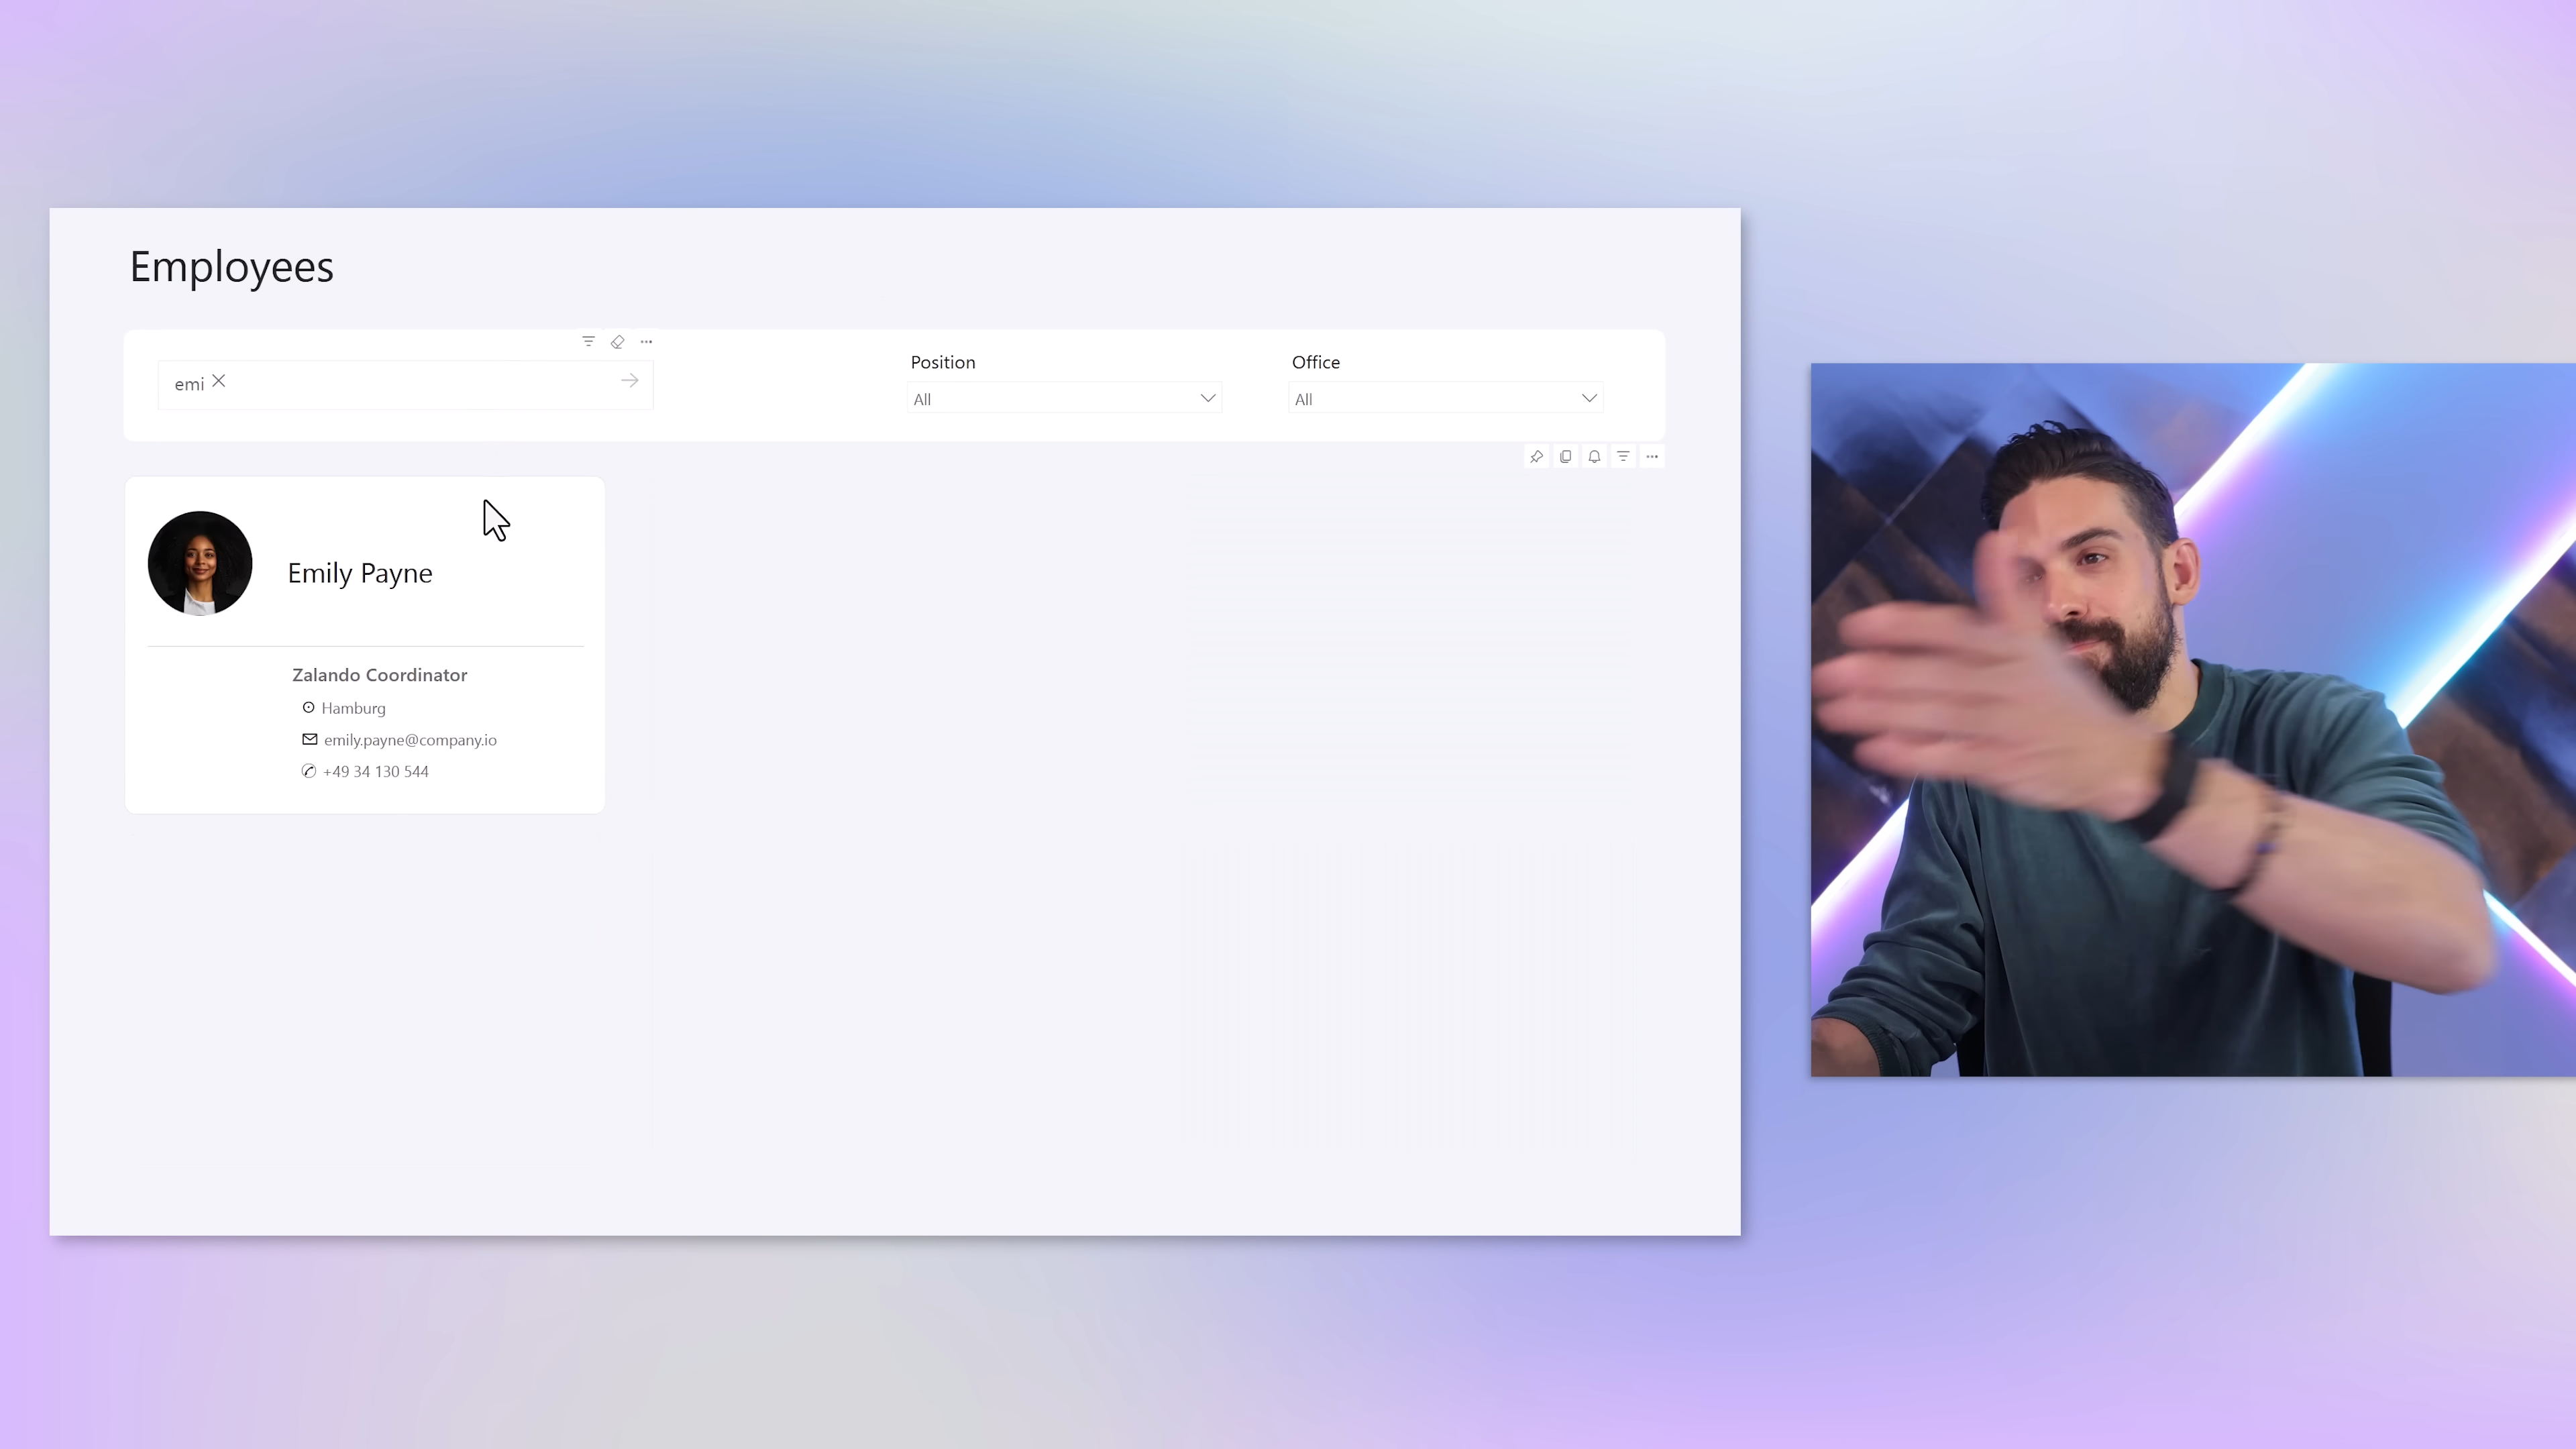 Employees
emi
Position
Office
All
All
Emily Payne
Zalando Coordinator
Hamburg
emily.payne@company.io
+49 34 130 544